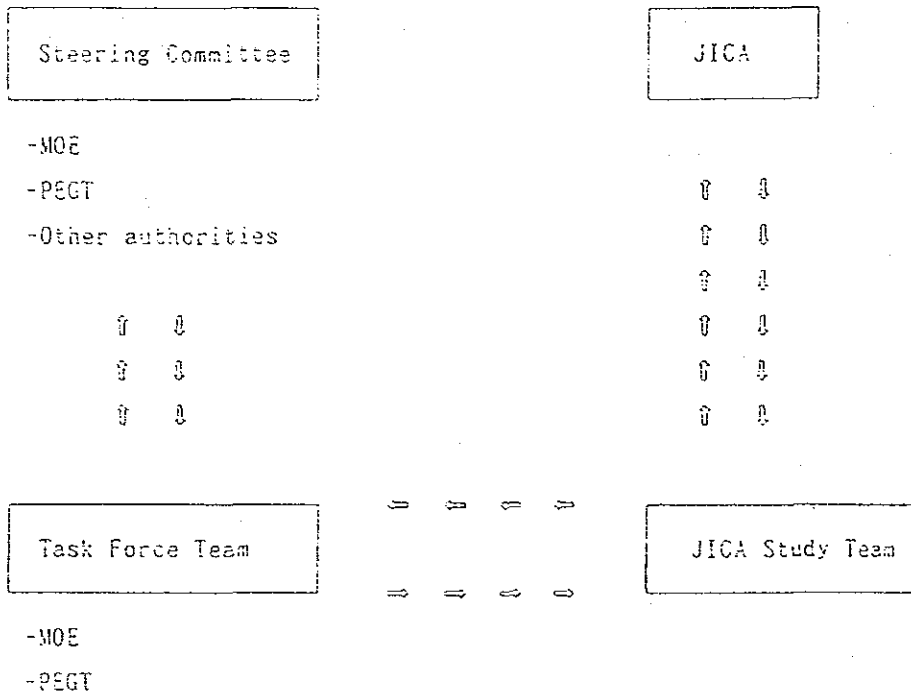 Steering Committee
JICA
-MOE
-PEGT
-Other authorities
⇑ ⇓
⇑ ⇓
⇑ ⇓
⇑ ⇓
⇑ ⇓
⇑ ⇓
⇑ ⇓
⇑ ⇓
⇑ ⇓
⇐ ⇐ ⇐ ⇐
Task Force Team
JICA Study Team
⇒ ⇒ ⇒ ⇒
-MOE
-PEGT